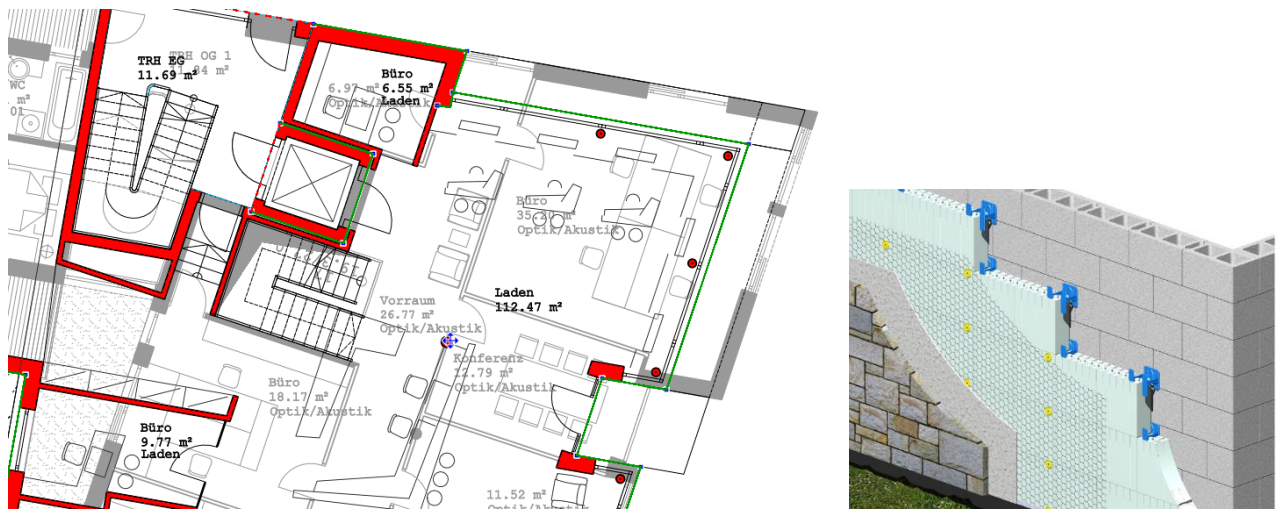 TRH OG 1
TRH EG
11.69 m²
WC
m²
01
Büro
6.97 m² 6.55 m²
Optik/Akustik
Laden
Büro
35.20 m²
Optik/Akustik
Laden
112.47 m²
Vorraum
26.77 m²
Optik/Akustik
Konferenz
12.79 m²
Optik/Akustik
Büro
18.17 m²
Optik/Akustik
Büro
9.77 m²
Laden
11.52 m²
Optik/Akustik